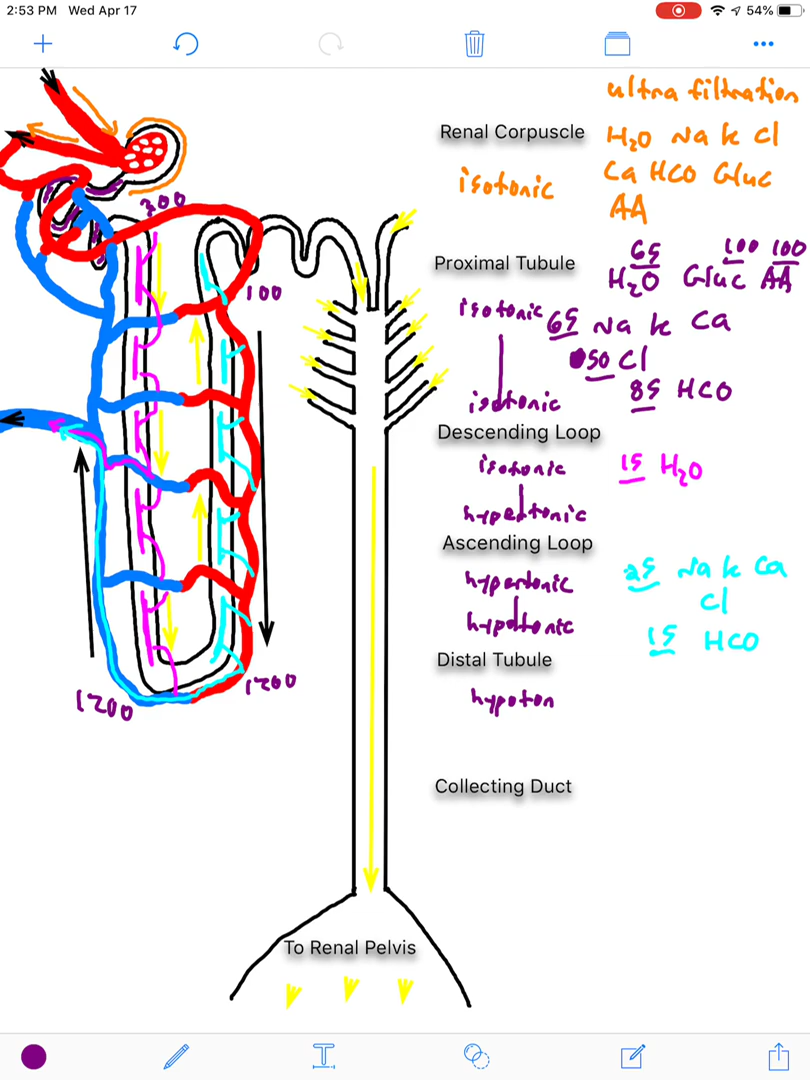 2:53 PM Wed Apr 17
54%
ultra filtration
Renal Corpuscle
H2O Na K Cl
isotonic
Ca HCO Gluc
AA
300
65 100 100
Proximal Tubule
H2O Gluc AA
100
isotonic
65 Na K Ca
50 Cl
85 HCO
isotonic
Descending Loop
isotonic
15 H2O
hypertonic
Ascending Loop
hypertonic
25 Na K Ca
Cl
hypotonic
15 HCO
Distal Tubule
1200
1200
hypoton
Collecting Duct
To Renal Pelvis
T